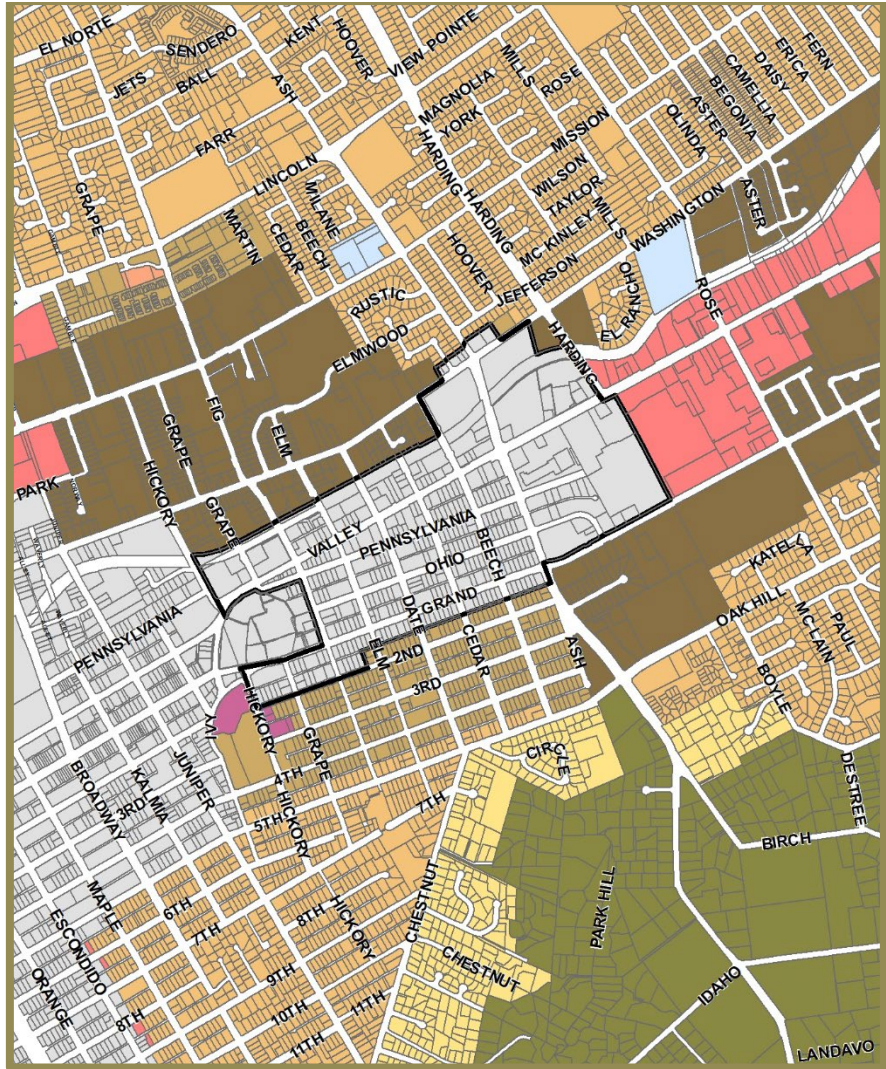 EL NORTE
SENDERO
KENT
HOOVER
VIEW POINTE
FERN
ERICA
DAISY
CAMELLIA
BEGONIA
ASTER
JETS
BALL
ASH
MILLS
ROSE
MAGNOLIA
YORK
OLINDA
MISSION
FARR
HARDING
LINCOLN
WILSON
TAYLOR
MC KINLEY
MILLS
GRAPE
MARTIN
CEDAR
BEECH
MILANE
HARDING
HOOVER
WASHINGTON
ASTER
JEFFERSON
EL RANCHO
ROSE
RUSTIC
ELMWOOD
HARDING
FIG
GRAPE
ELM
HICKORY
PARK
GRAPE
VALLEY
PENNSYLVANIA
OHIO
BEECH
GRAND
DATE
KATELLA
OAK HILL
MC LAIN
PAUL
PENNSYLVANIA
ELM
2ND
CEDAR
ASH
3RD
BOYLE
HICKORY
IVY
GRAPE
CIRCLE
DESTREE
JUNIPER
KALMIA
BROADWAY
3RD
4TH
5TH
HICKORY
7TH
BIRCH
MAPLE
6TH
7TH
8TH
HICKORY
CHESTNUT
PARK HILL
ESCONDIDO
9TH
CHESTNUT
IDAHO
ORANGE
8TH
10TH
11TH
11TH
LANDAVO